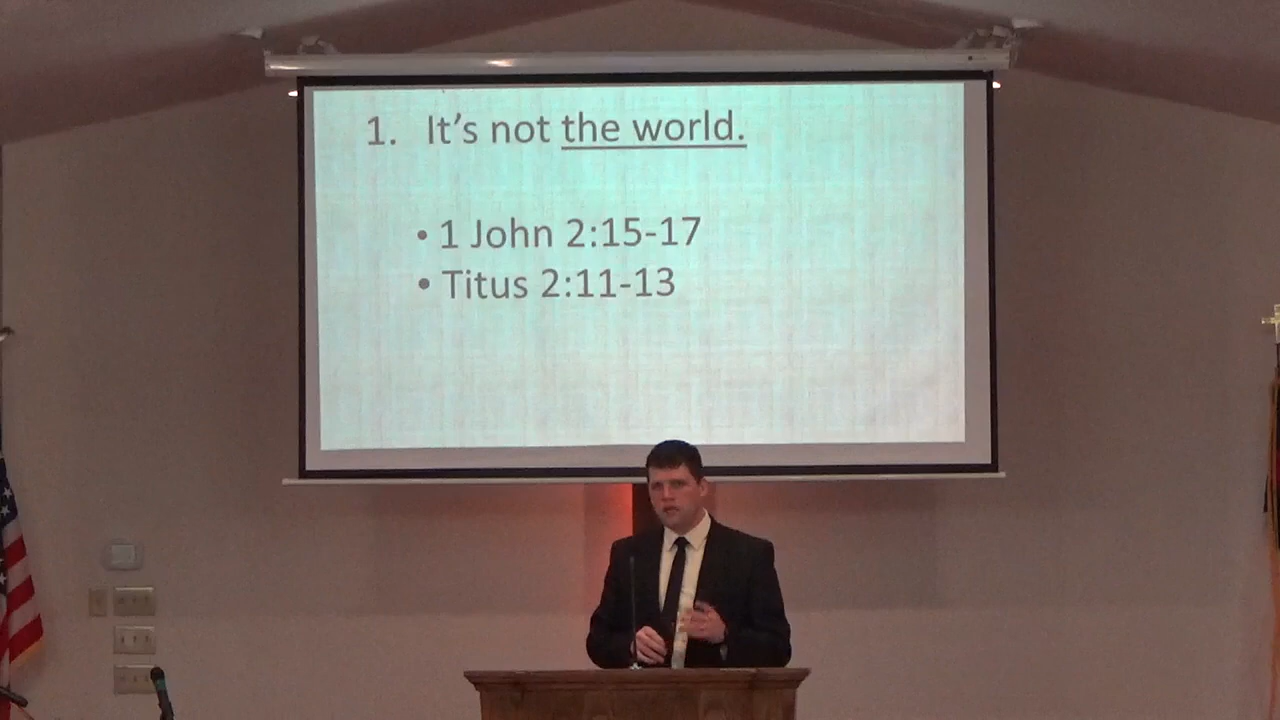 1. It’s not the world.
• 1 John 2:15-17
• Titus 2:11-13